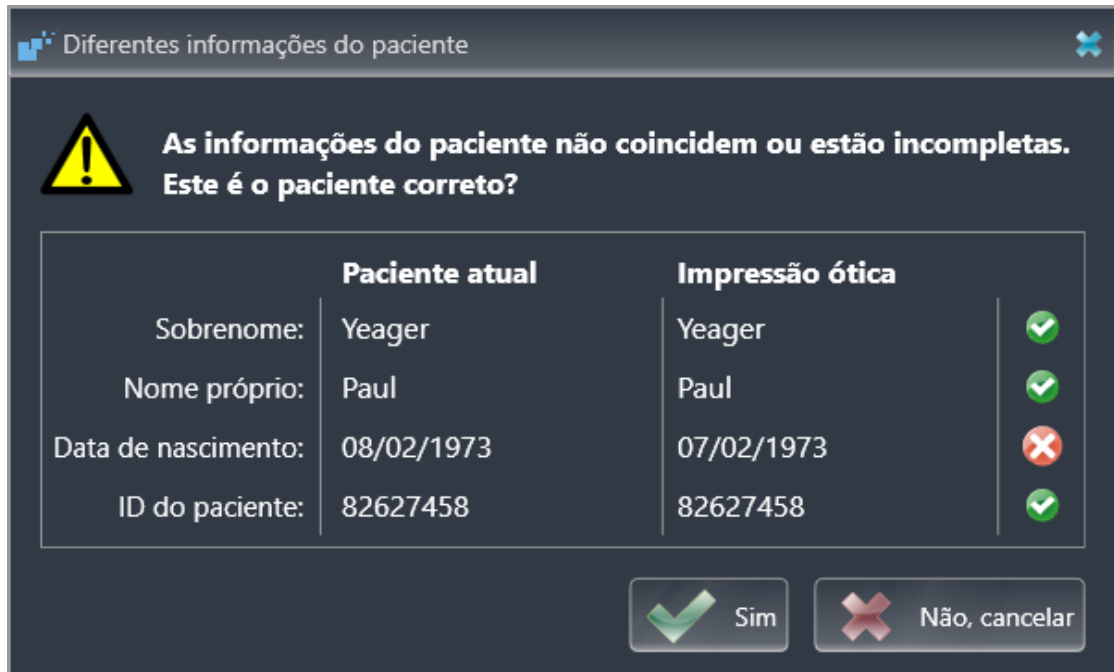 Diferentes informações do paciente
As informações do paciente não coincidem ou estão incompletas.
Este é o paciente correto?
Paciente atual Impressão ótica
Sobrenome: Yeager Yeager
Nome próprio: Paul Paul
Data de nascimento: 08/02/1973 07/02/1973
ID do paciente: 82627458 82627458
Sim Não, cancelar